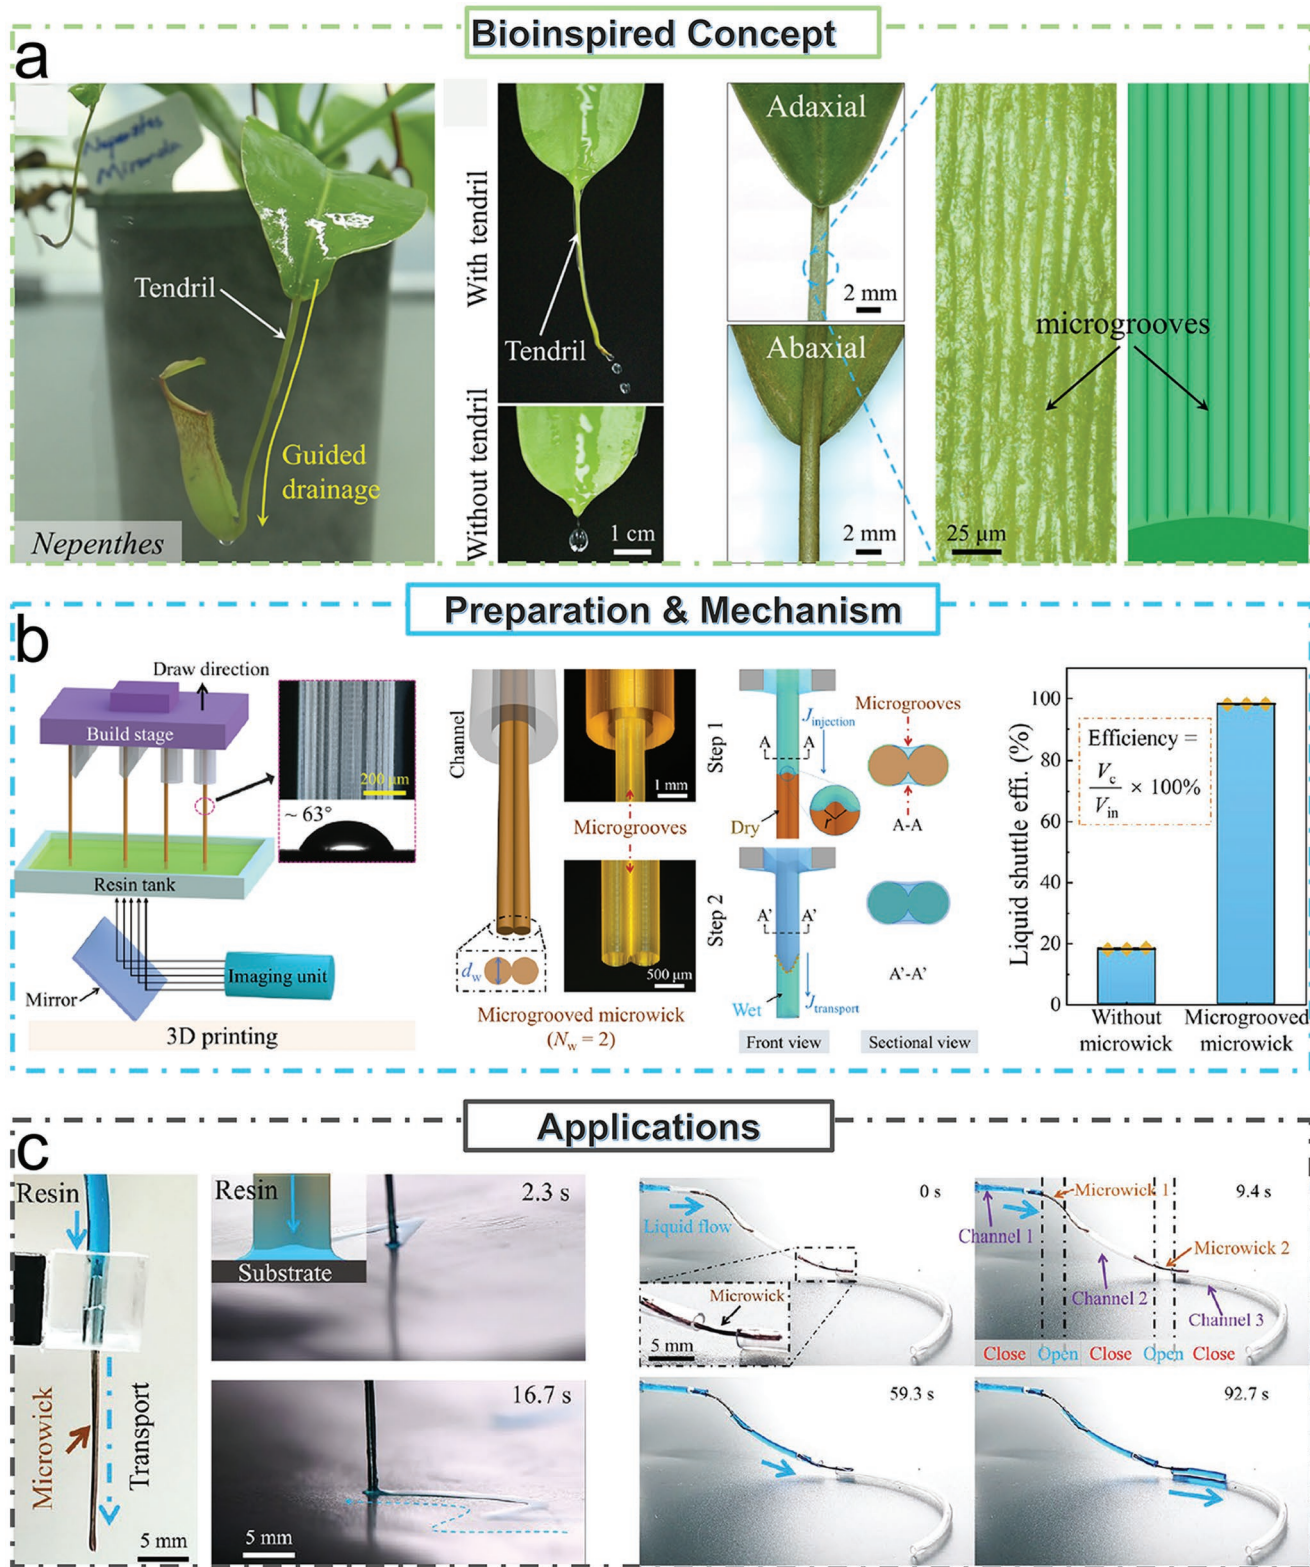 Bioinspired Concept
a
Nepenthes
Miranda
Tendril
Guided
drainage
Nepenthes
With tendril
Tendril
Without tendril
1 cm
Adaxial
2 mm
Abaxial
2 mm
microgrooves
25 μm
Preparation & Mechanism
b
Draw direction
Build stage
200 μm
~ 63°
Resin tank
Mirror
Imaging unit
3D printing
Channel
1 mm
Microgrooves
500 μm
d_w
Microgrooved microwick
(N_w = 2)
Step 1
J_injection
A A
Dry
r
Microgrooves
A-A
Step 2
A' A'
A'-A'
Wet
J_transport
Front view
Sectional view
Liquid shuttle effi. (%)
100
80
60
40
20
0
Efficiency =
V_c
V_in
× 100%
Without
microwick
Microgrooved
microwick
Applications
c
Resin
Microwick
Transport
5 mm
Resin
Substrate
2.3 s
16.7 s
5 mm
0 s
Liquid flow
Microwick
5 mm
9.4 s
Microwick 1
Channel 1
Microwick 2
Channel 2
Channel 3
Close Open Close Open Close
59.3 s
92.7 s